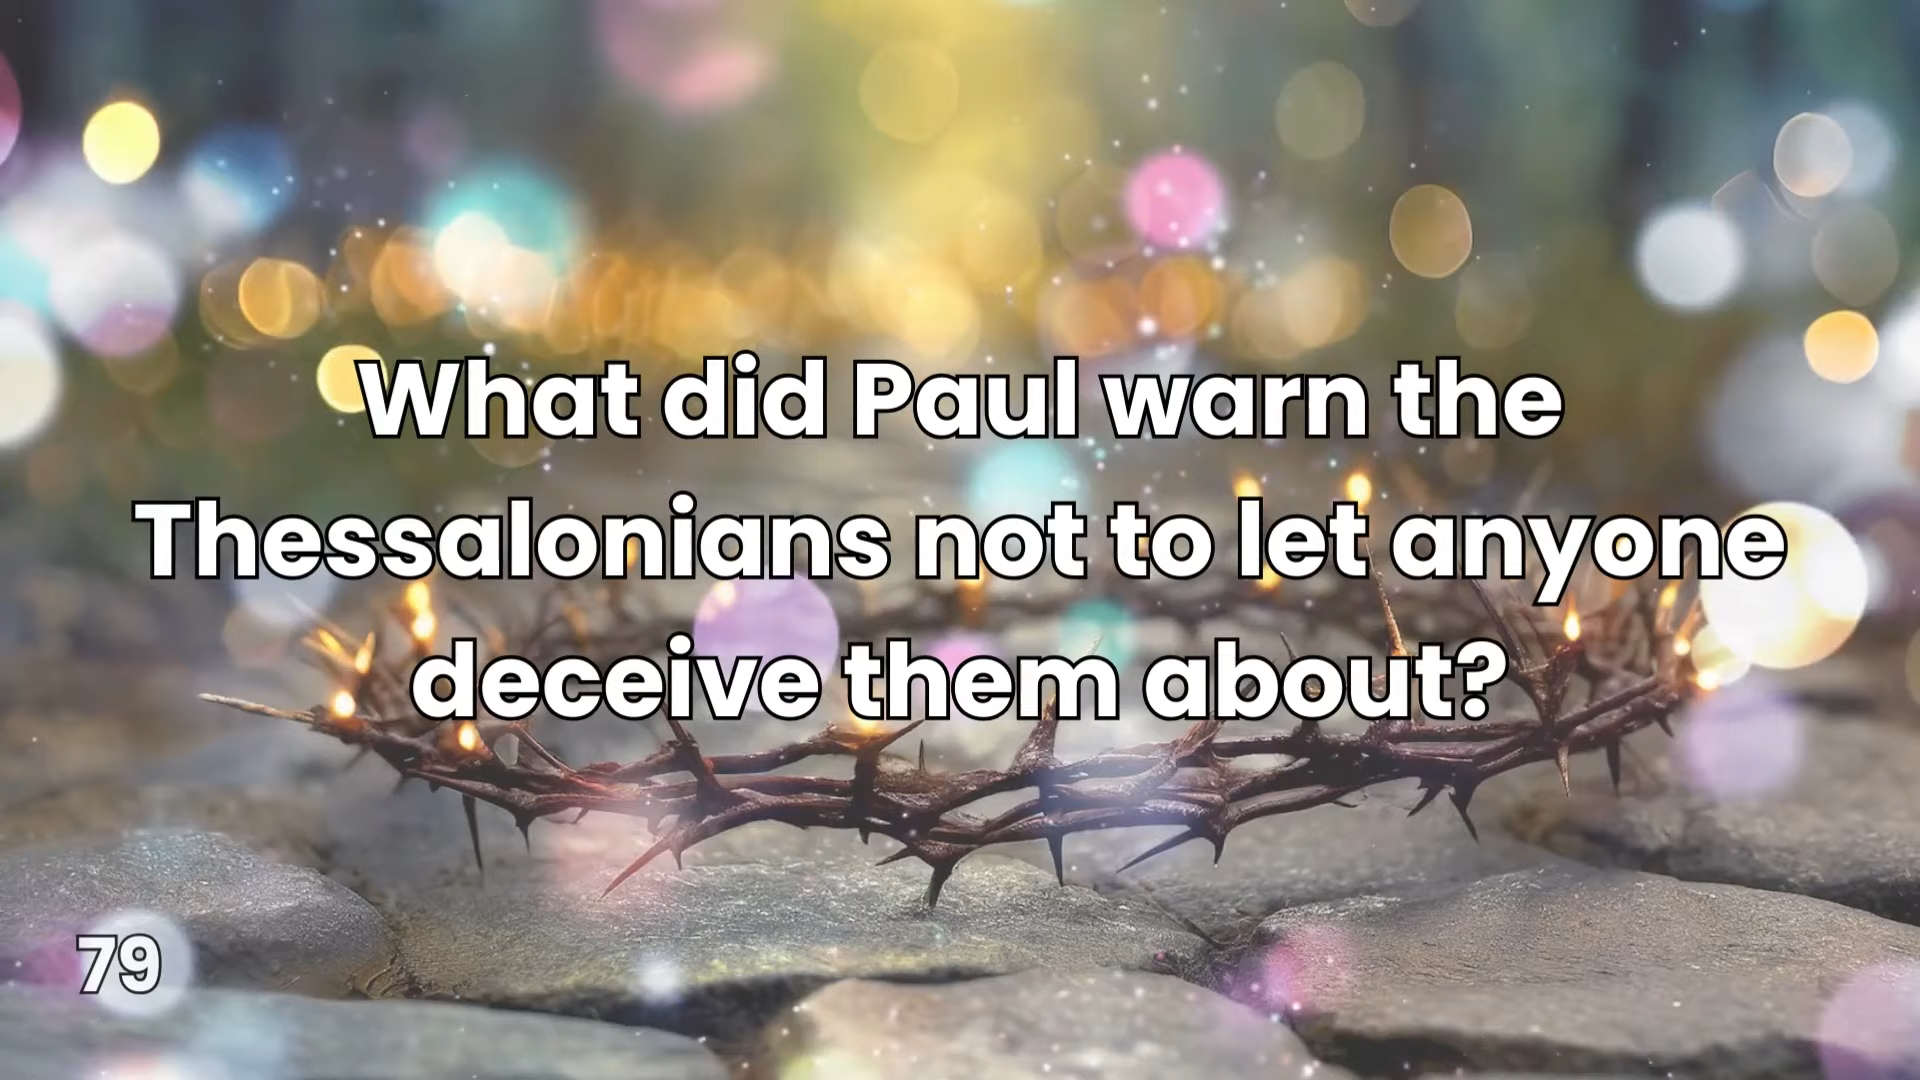 What did Paul warn the
Thessalonians not to let anyone
deceive them about?
79